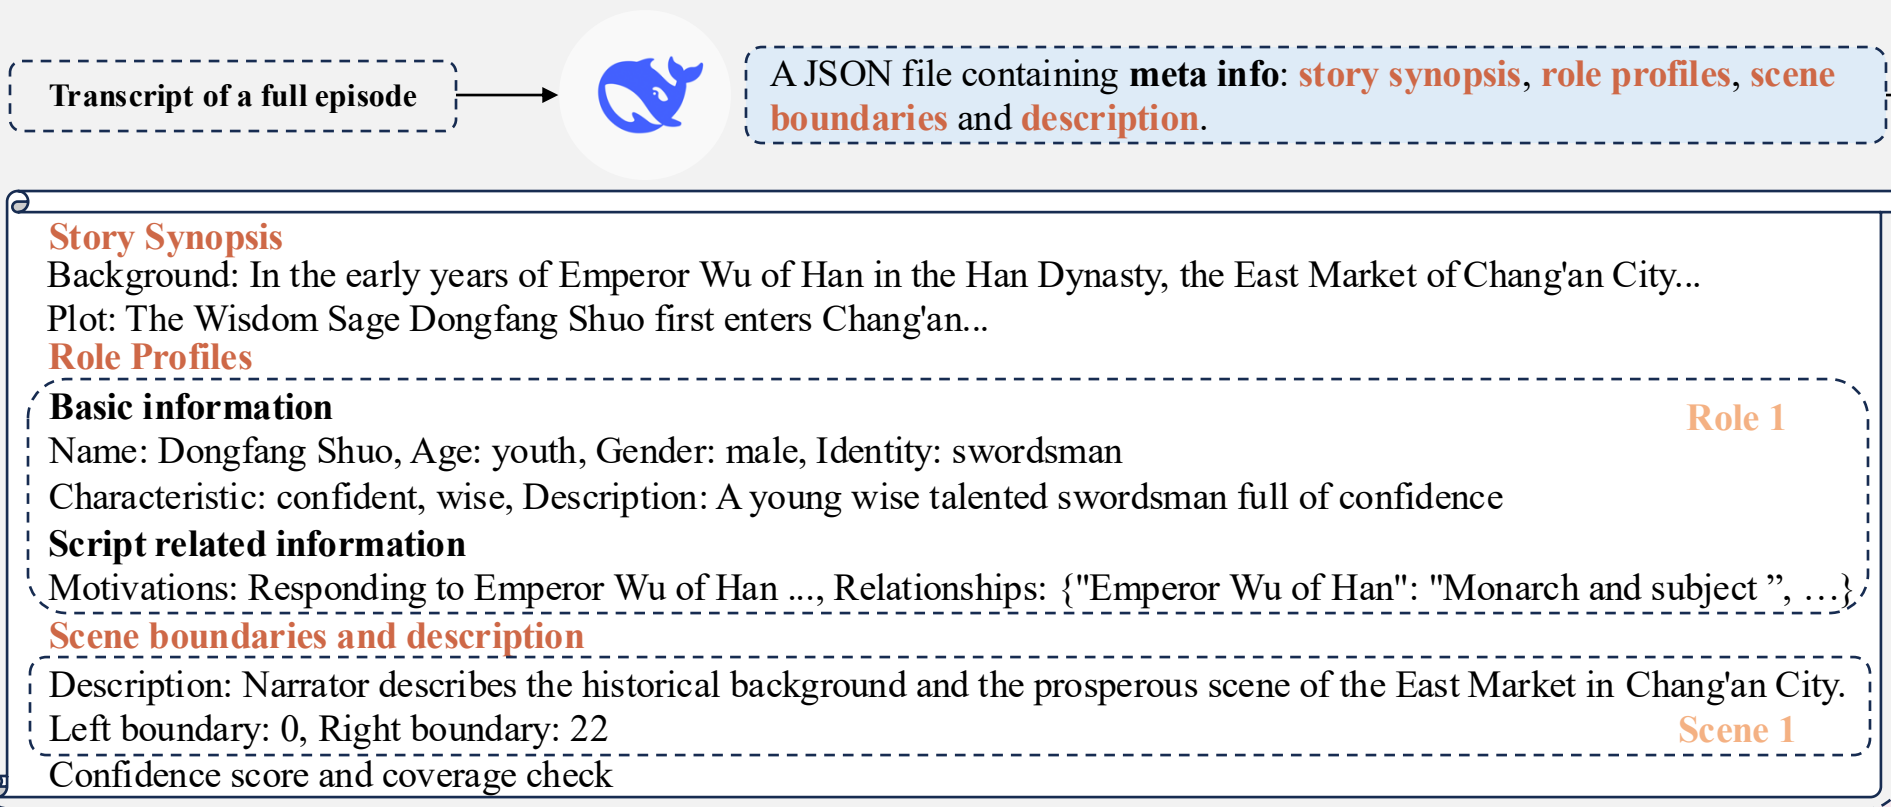 Transcript of a full episode
A JSON file containing meta info: story synopsis, role profiles, scene
boundaries and description.
Story Synopsis
Background: In the early years of Emperor Wu of Han in the Han Dynasty, the East Market of Chang'an City...
Plot: The Wisdom Sage Dongfang Shuo first enters Chang'an...
Role Profiles
Basic information
Role 1
Name: Dongfang Shuo, Age: youth, Gender: male, Identity: swordsman
Characteristic: confident, wise, Description: A young wise talented swordsman full of confidence
Script related information
Motivations: Responding to Emperor Wu of Han ..., Relationships: {"Emperor Wu of Han": "Monarch and subject ”, …}
Scene boundaries and description
Description: Narrator describes the historical background and the prosperous scene of the East Market in Chang'an City.
Left boundary: 0, Right boundary: 22
Scene 1
Confidence score and coverage check